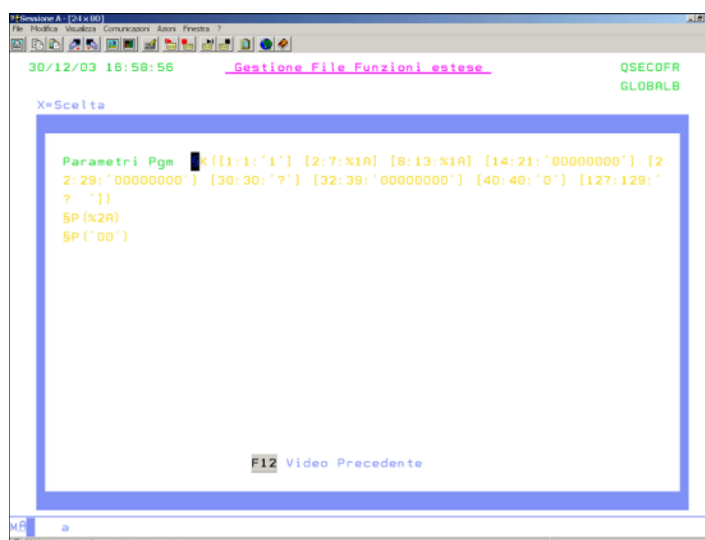 Sessione A - [24 x 80]
File Modifica Visualizza Comunicazioni Azioni Finestra ?
30/12/03 16:58:56 Gestione File Funzioni estese QSECOFR
GLOBALB
X=Scelta
Parametri Pgm §K([1:1:'1'] [2:7:%1A] [8:13:%1A] [14:21:'00000000'] [2
2:29:'00000000'] [30:30:'?'] [32:39:'00000000'] [40:40:'0'] [127:129:'
? '])
§P(%2A)
§P('00')
F12 Video Precedente
MA a